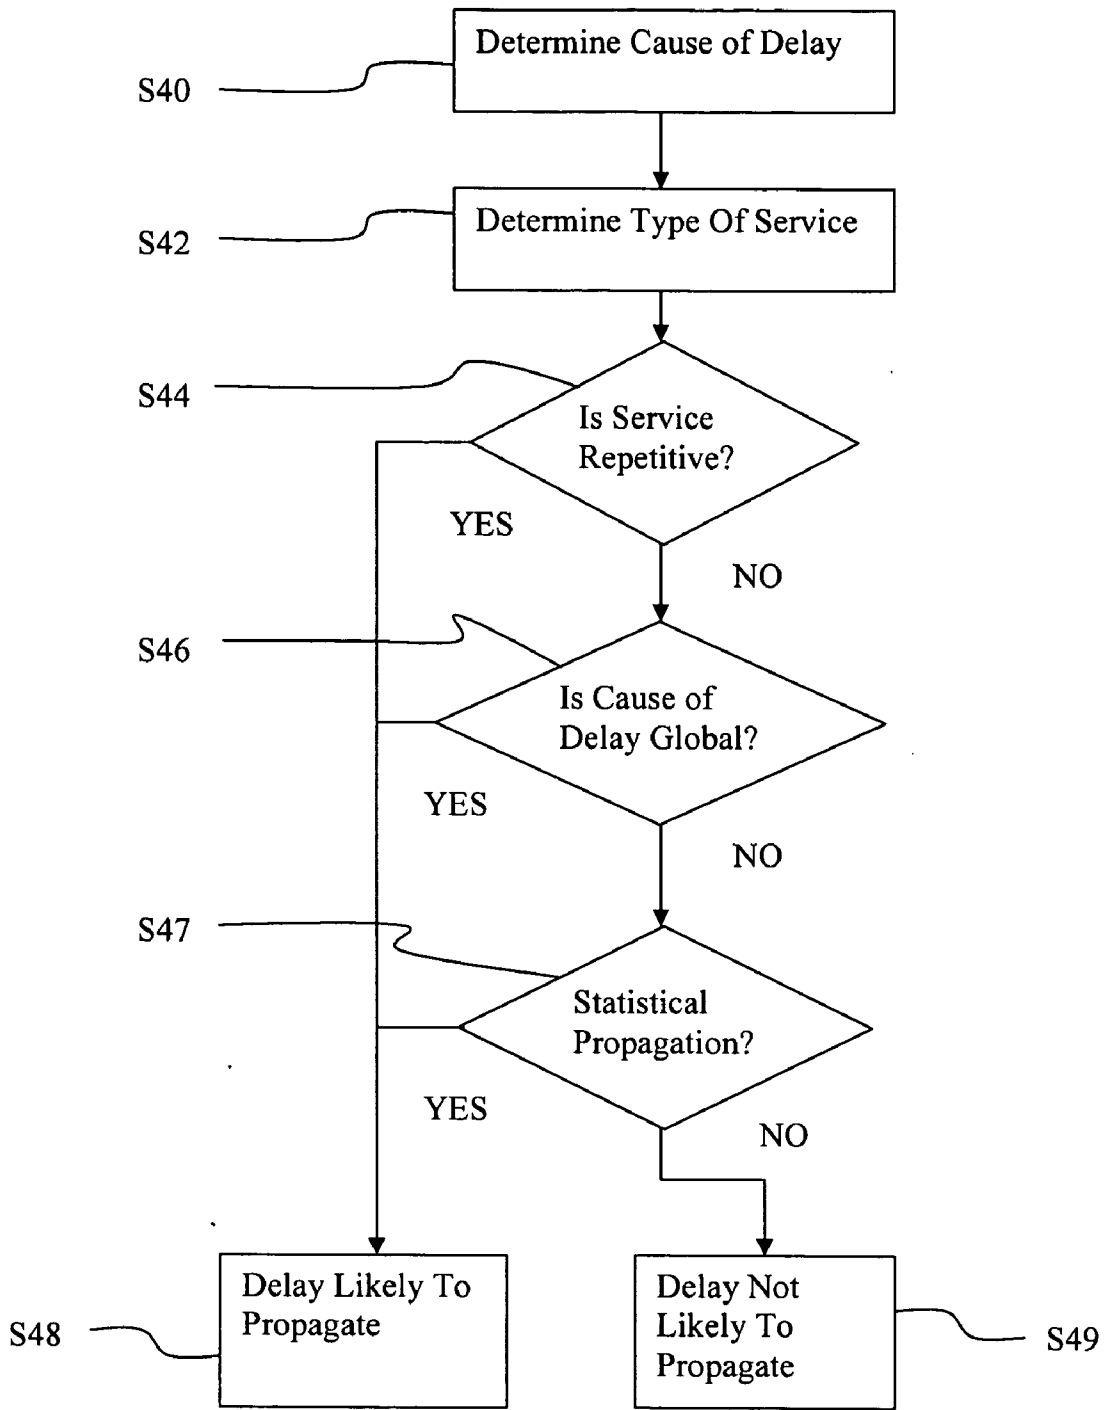 Determine Cause of Delay
S40
Determine Type Of Service
S42
S44
Is Service
Repetitive?
YES
NO
S46
Is Cause of
Delay Global?
YES
NO
S47
Statistical
Propagation?
YES
NO
Delay Likely To
Propagate
S48
Delay Not
Likely To
Propagate
S49